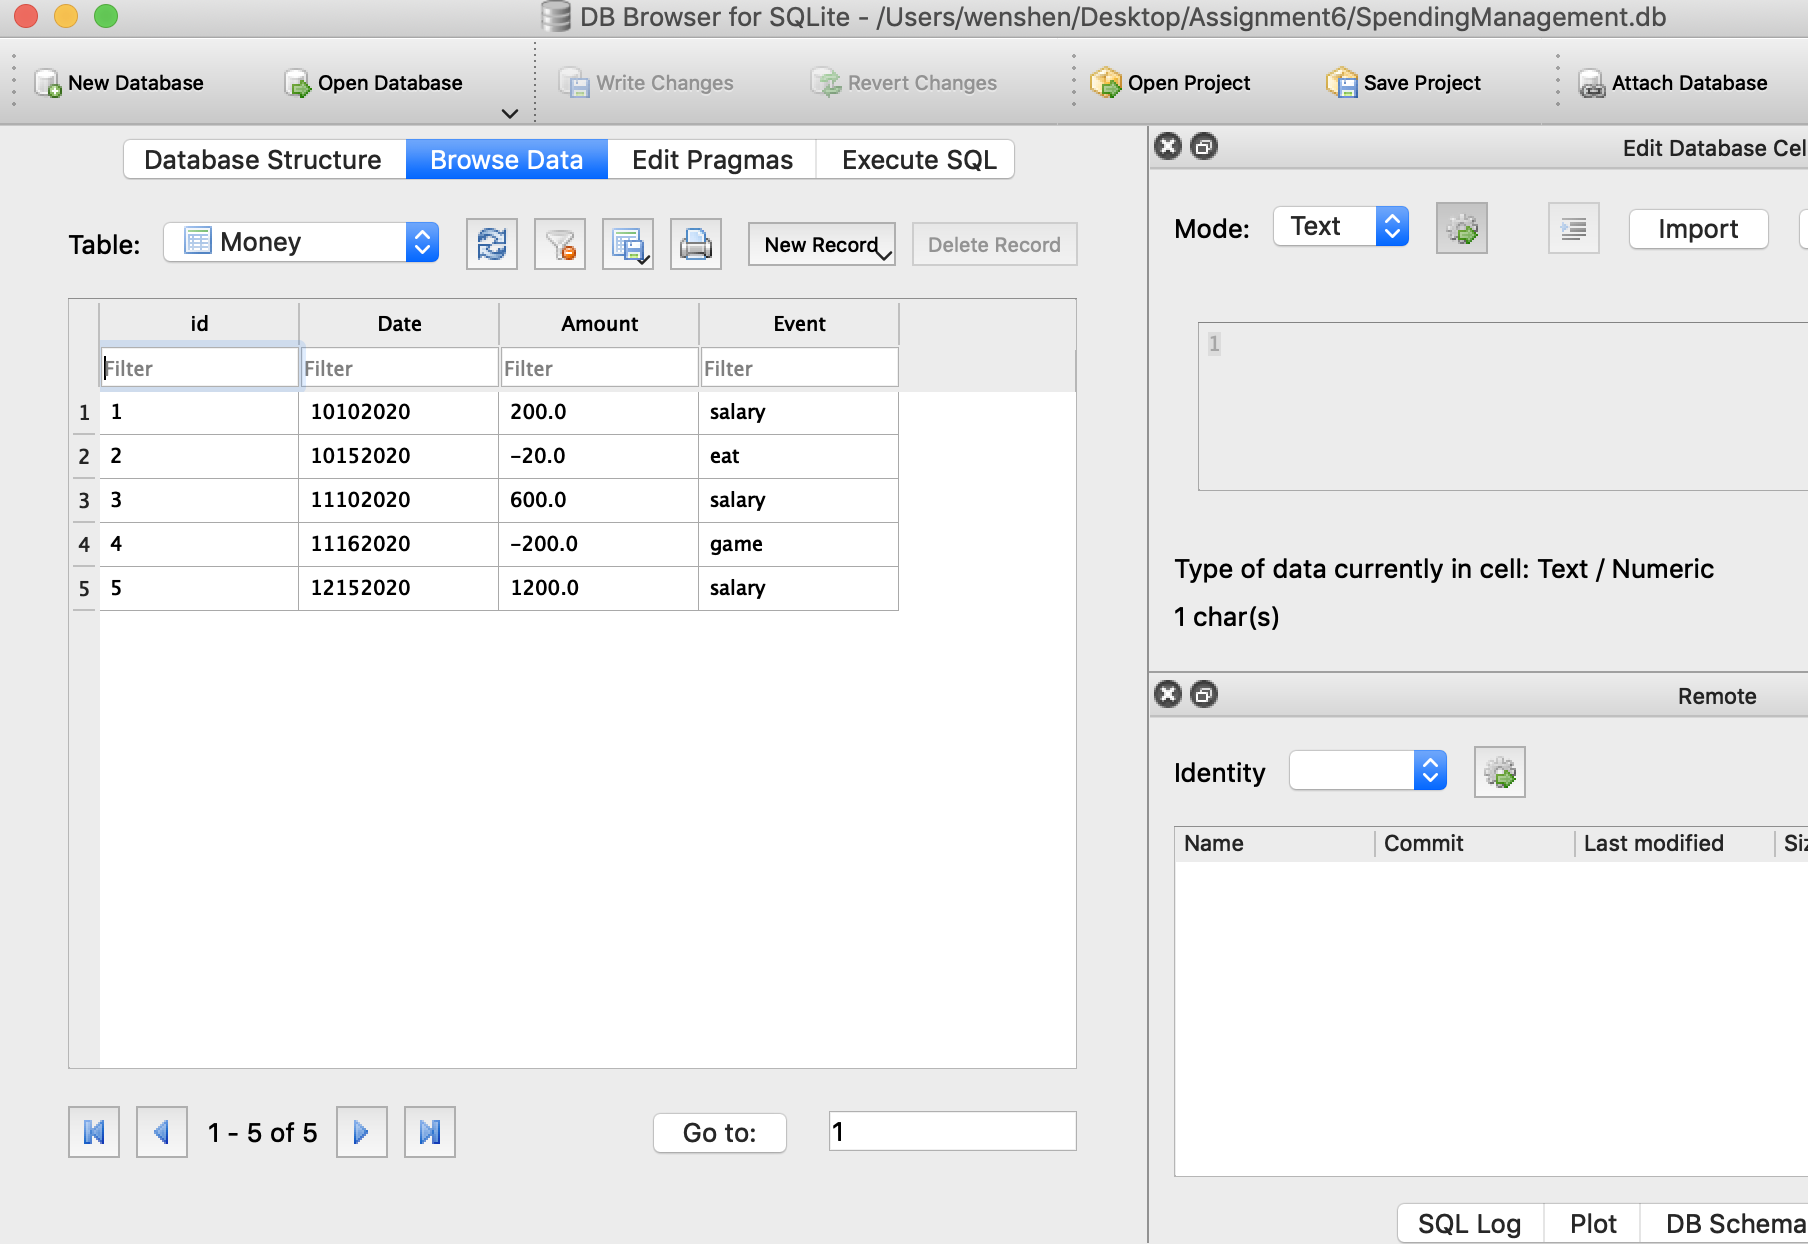 DB Browser for SQLite - /Users/wenshen/Desktop/Assignment6/SpendingManagement.db
New Database Open Database Write Changes Revert Changes Open Project Save Project Attach Database
Database Structure Browse Data Edit Pragmas Execute SQL
Table: Money New Record Delete Record
id Date Amount Event
Filter Filter Filter Filter
1 1 10102020 200.0 salary
2 2 10152020 -20.0 eat
3 3 11102020 600.0 salary
4 4 11162020 -200.0 game
5 5 12152020 1200.0 salary
1 - 5 of 5 Go to: 1
Edit Database Cel
Mode: Text Import
1
Type of data currently in cell: Text / Numeric
1 char(s)
Remote
Identity
Name Commit Last modified Siz
SQL Log Plot DB Schema